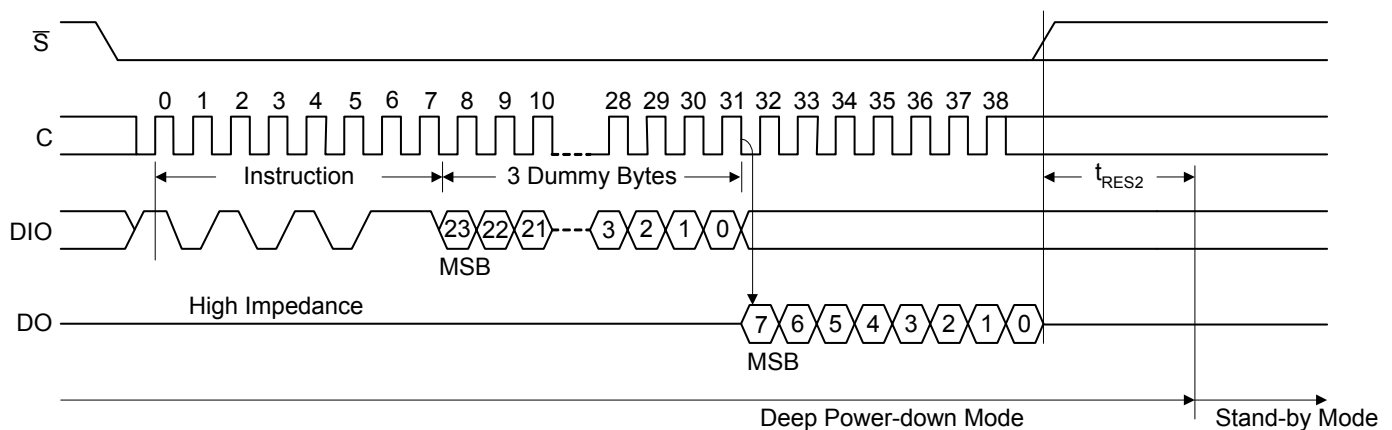 S
0 1 2 3 4 5 6 7 8 9 10 28 29 30 31 32 33 34 35 36 37 38
C
Instruction 3 Dummy Bytes tRES2
DIO 23 22 21 3 2 1 0
MSB
High Impedance
DO 7 6 5 4 3 2 1 0
MSB
Deep Power-down Mode Stand-by Mode